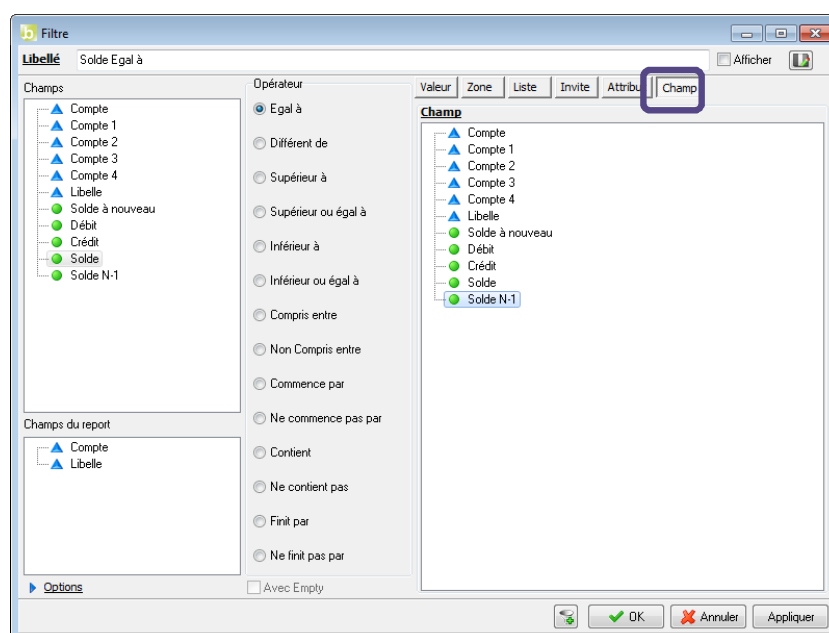 Filtre
Libellé Solde Egal à Afficher
Champs
Compte
Compte 1
Compte 2
Compte 3
Compte 4
Libelle
Solde à nouveau
Débit
Crédit
Solde
Solde N-1
Champs du report
Compte
Libelle
Options
Opérateur
Egal à
Différent de
Supérieur à
Supérieur ou égal à
Inférieur à
Inférieur ou égal à
Compris entre
Non Compris entre
Commence par
Ne commence pas par
Contient
Ne contient pas
Finit par
Ne finit pas par
Avec Empty
Valeur Zone Liste Invite Attribu Champ
Champ
Compte
Compte 1
Compte 2
Compte 3
Compte 4
Libelle
Solde à nouveau
Débit
Crédit
Solde
Solde N-1
OK Annuler Appliquer